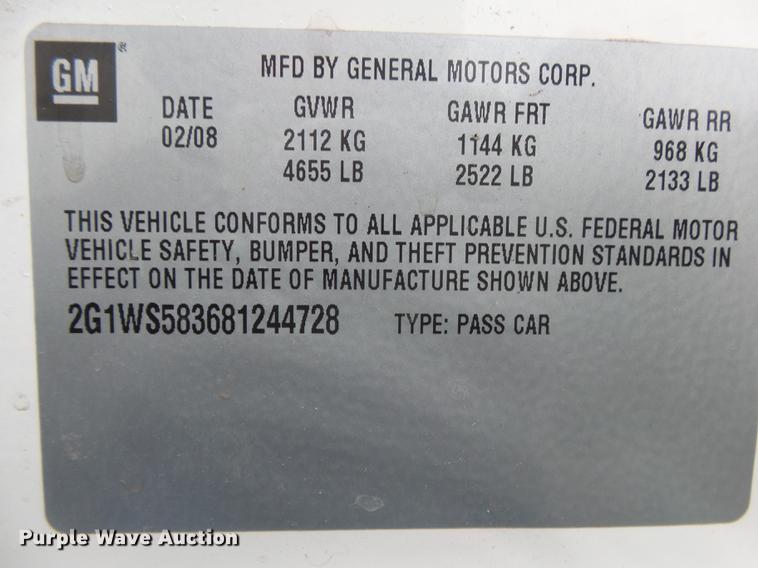 GM®
MFD BY GENERAL MOTORS CORP.
DATE GVWR GAWR FRT GAWR RR
02/08 2112 KG 1144 KG 968 KG
4655 LB 2522 LB 2133 LB
THIS VEHICLE CONFORMS TO ALL APPLICABLE U.S. FEDERAL MOTOR
VEHICLE SAFETY, BUMPER, AND THEFT PREVENTION STANDARDS IN
EFFECT ON THE DATE OF MANUFACTURE SHOWN ABOVE.
2G1WS583681244728 TYPE: PASS CAR
Purple Wave Auction